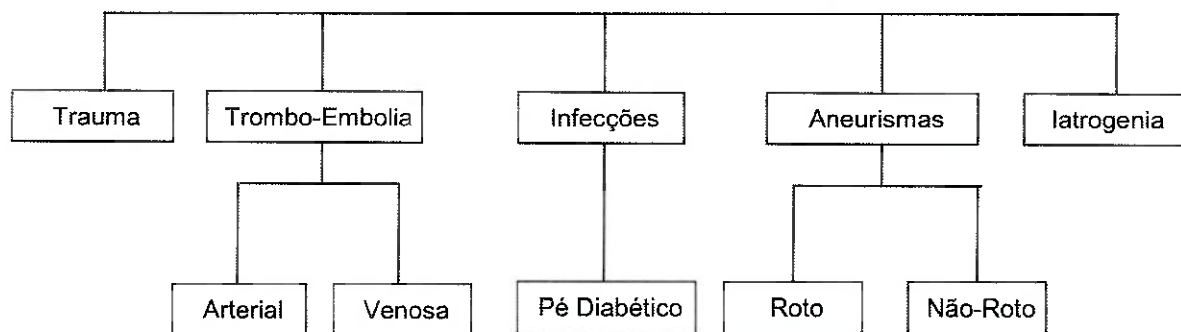 Trauma
Trombo-Embolia
Infecções
Aneurismas
Iatrogenia
Arterial
Venosa
Pé Diabético
Roto
Não-Roto